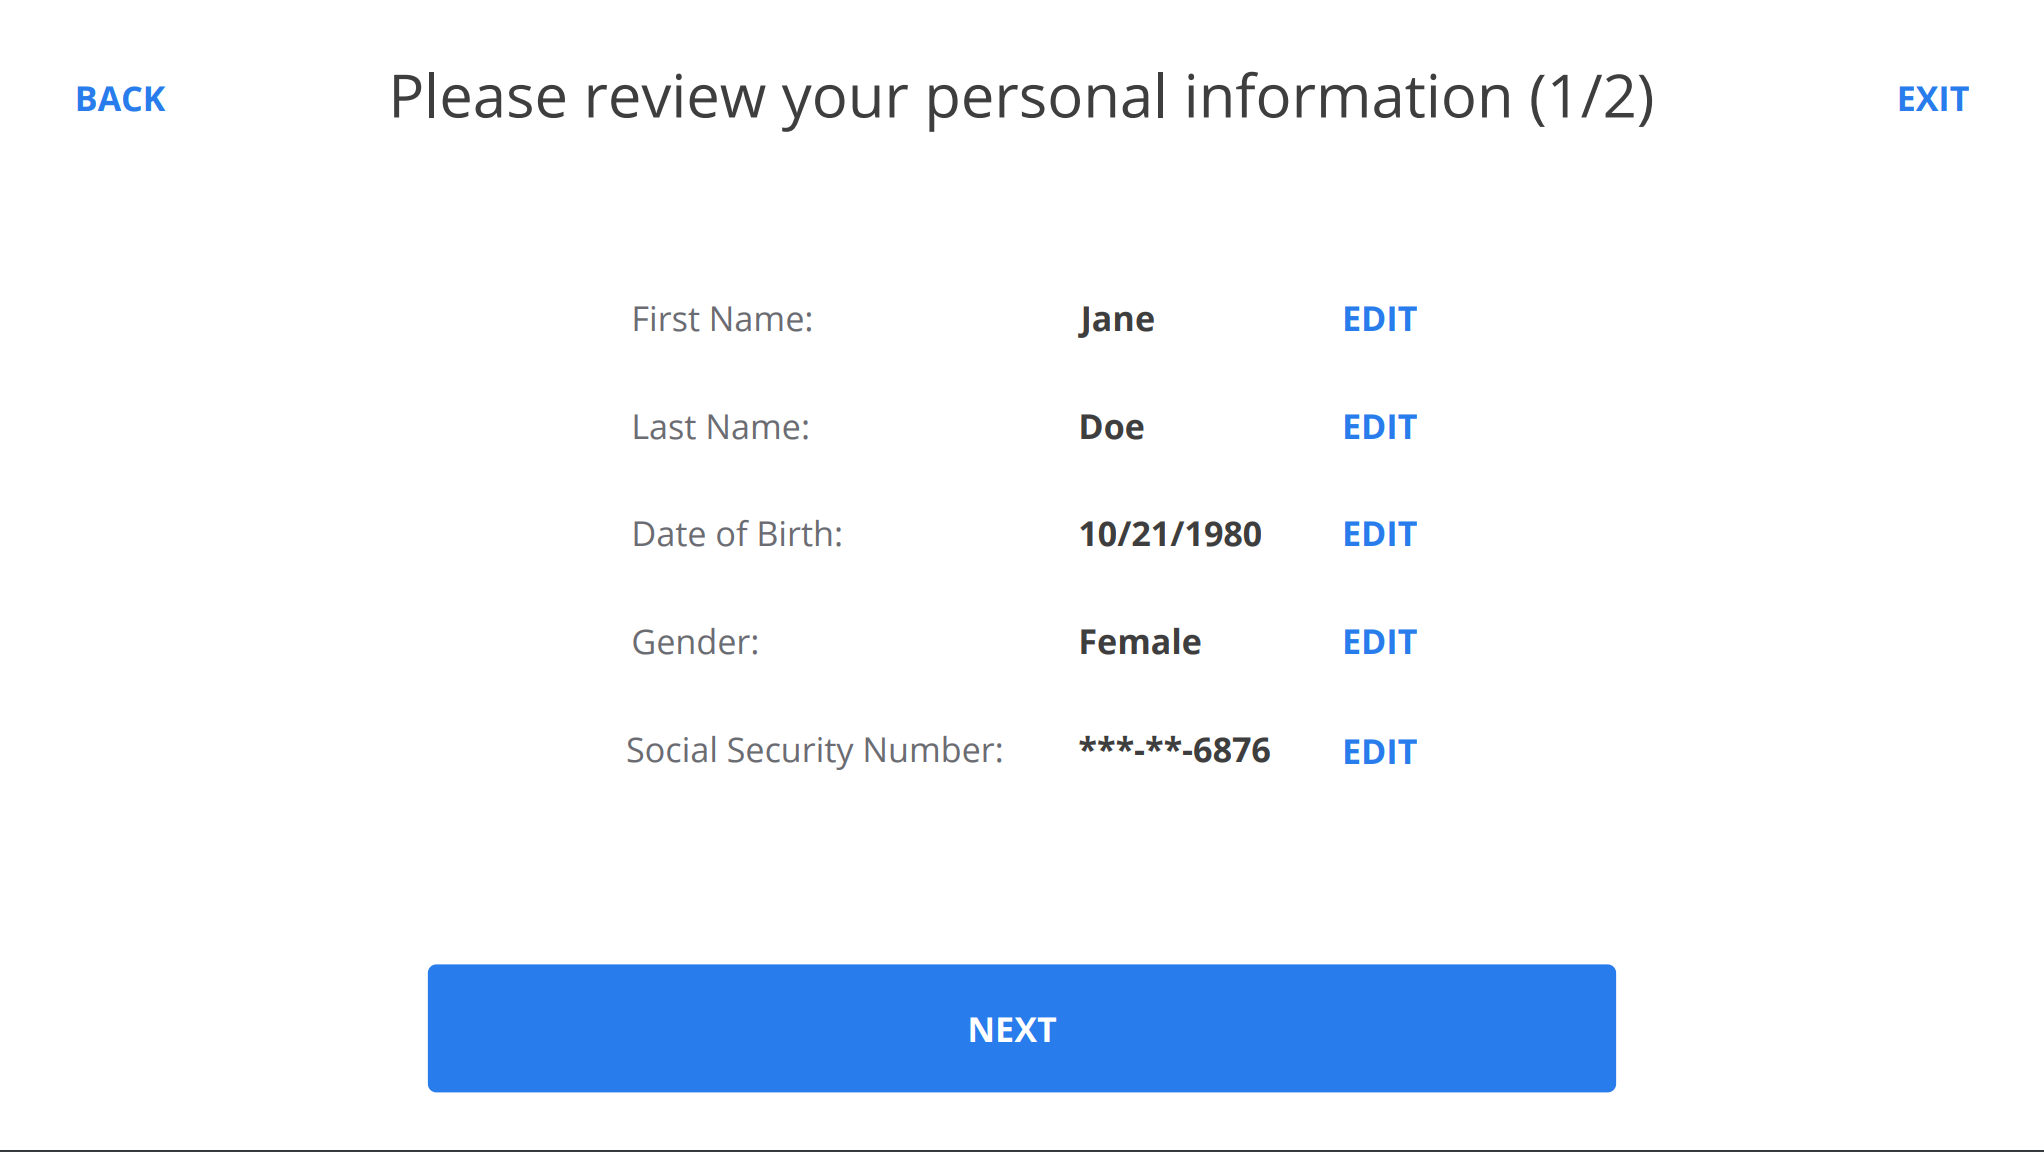 BACK Please review your personal information (1/2) EXIT
First Name: Jane EDIT
Last Name: Doe EDIT
Date of Birth: 10/21/1980 EDIT
Gender: Female EDIT
Social Security Number: ***-**-6876 EDIT
NEXT